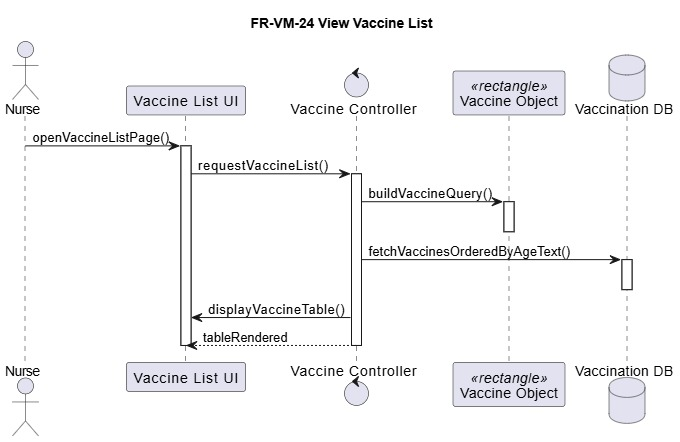 FR-VM-24 View Vaccine List
Nurse
Vaccine List UI
Vaccine Controller
«rectangle»
Vaccine Object
Vaccination DB
openVaccineListPage()
requestVaccineList()
buildVaccineQuery()
fetchVaccinesOrderedByAgeText()
displayVaccineTable()
tableRendered
Nurse
Vaccine List UI
Vaccine Controller
«rectangle»
Vaccine Object
Vaccination DB